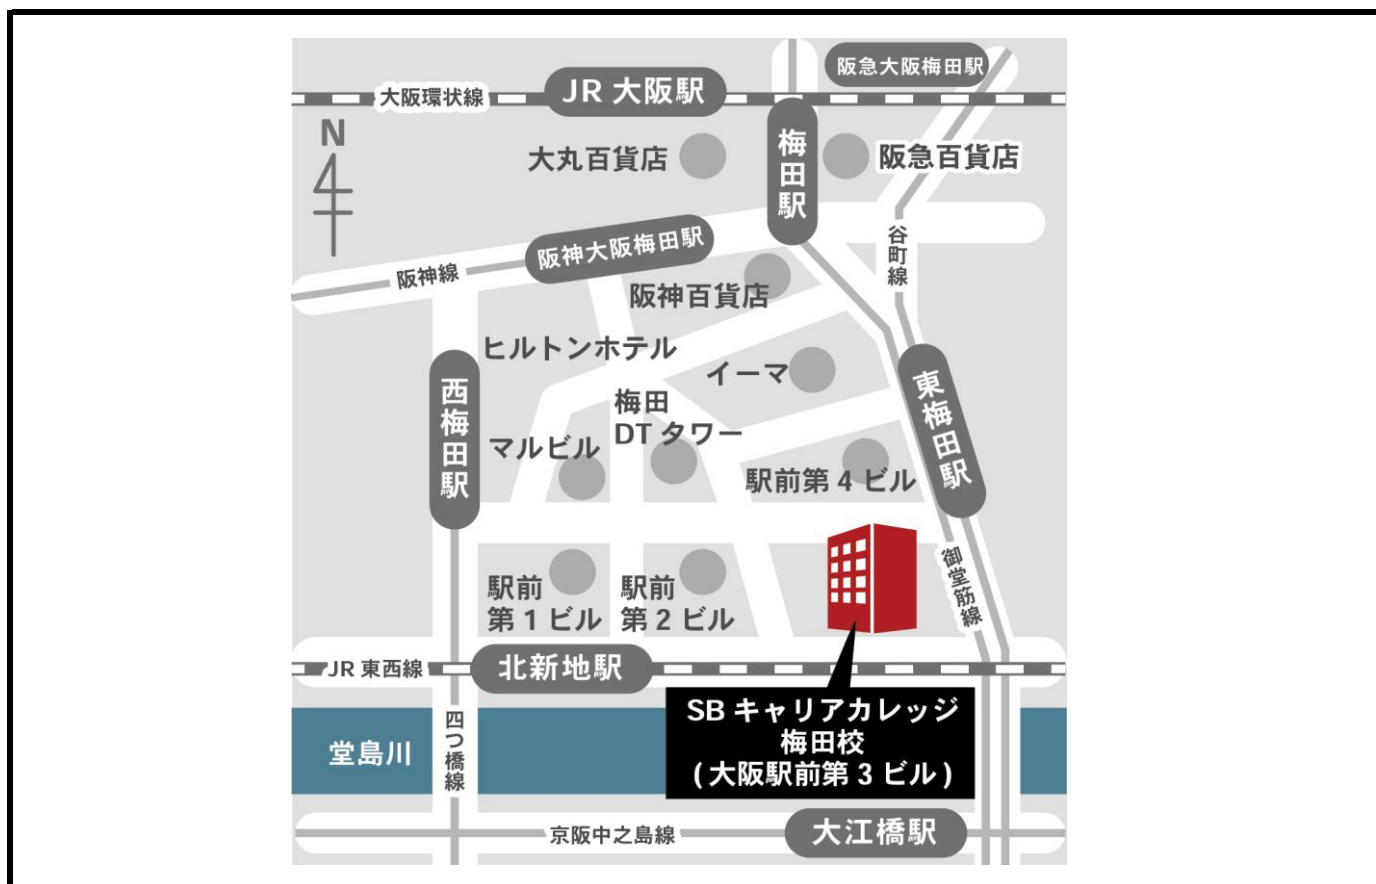 阪急大阪梅田駅
大阪環状線
JR 大阪駅
N
大丸百貨店
梅田駅
阪急百貨店
谷町線
阪神大阪梅田駅
阪神線
阪神百貨店
ヒルトンホテル
イーマ
西梅田駅
梅田
DT タワー
東梅田駅
マルビル
駅前第 4 ビル
御堂筋線
駅前
第 1 ビル
駅前
第 2 ビル
JR 東西線
北新地駅
SB キャリアカレッジ
梅田校
( 大阪駅前第 3 ビル )
四つ橋線
堂島川
京阪中之島線
大江橋駅